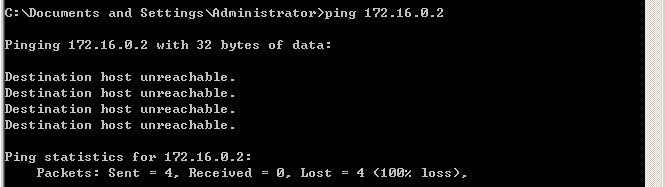 C:\Documents and Settings\Administrator>ping 172.16.0.2
Pinging 172.16.0.2 with 32 bytes of data:
Destination host unreachable.
Destination host unreachable.
Destination host unreachable.
Destination host unreachable.
Ping statistics for 172.16.0.2:
    Packets: Sent = 4, Received = 0, Lost = 4 (100% loss),